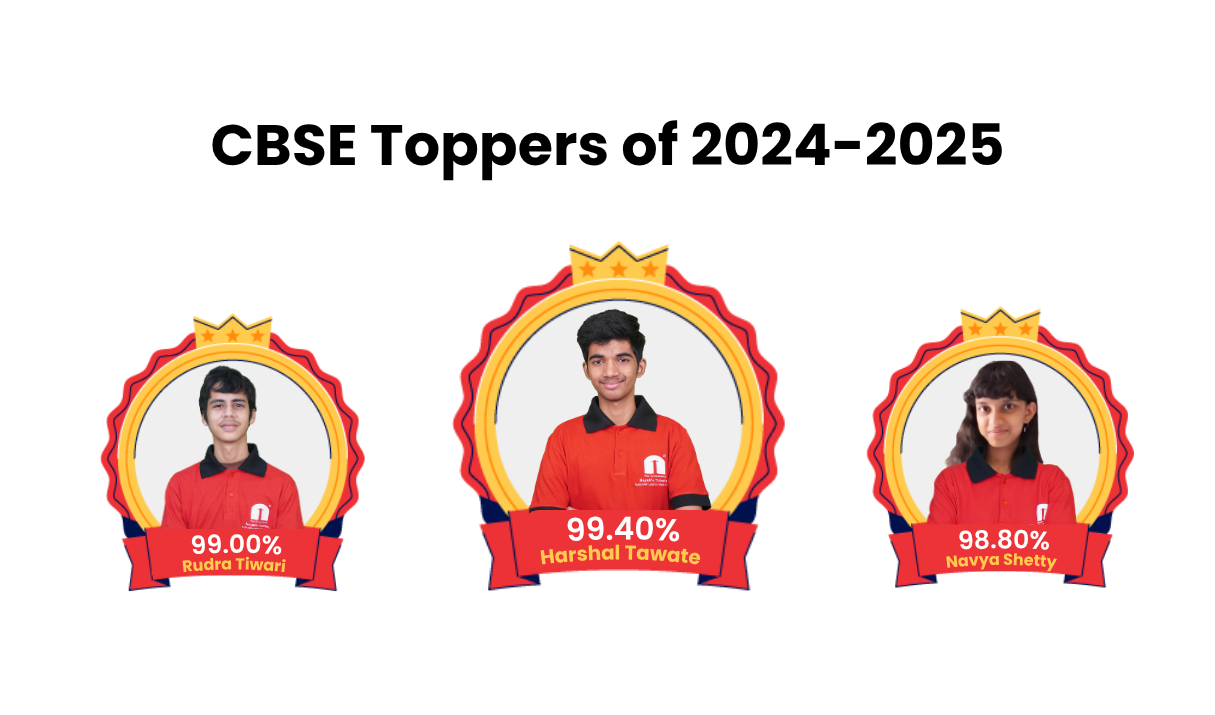 CBSE Toppers of 2024-2025
99.00%
Rudra Tiwari
99.40%
Harshal Tawate
98.80%
Navya Shetty